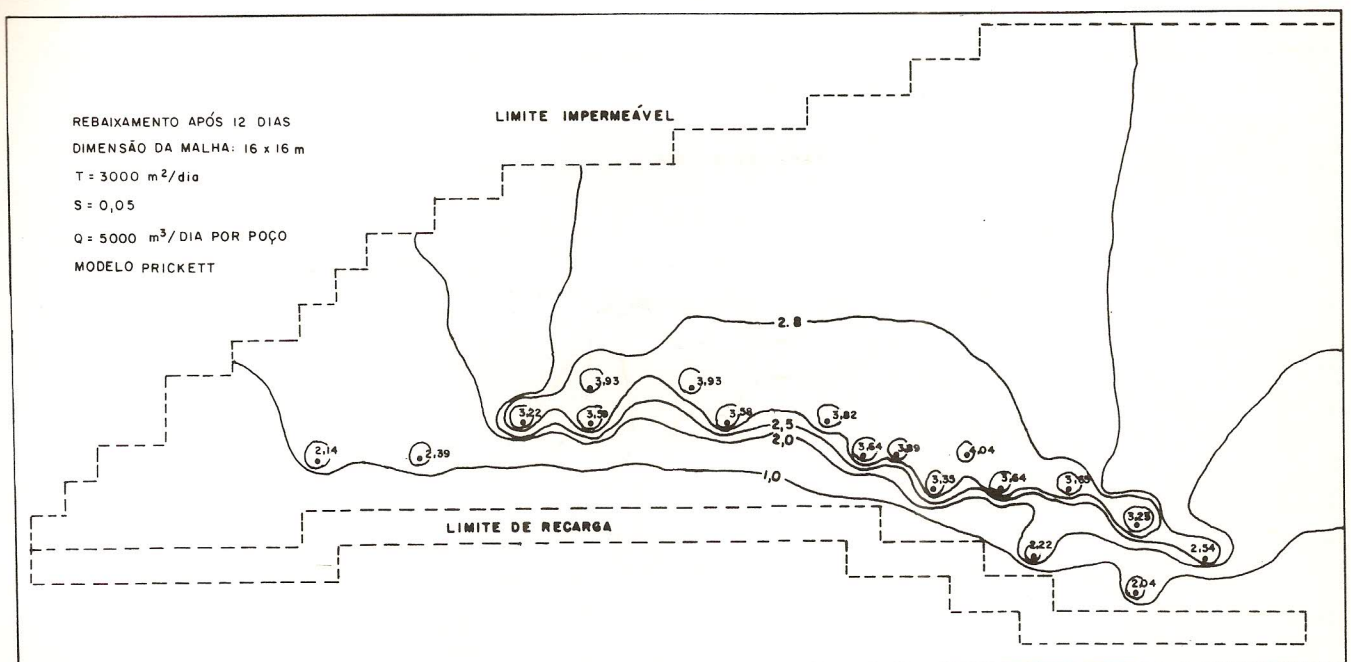 REBAIXAMENTO APÓS 12 DIAS
DIMENSÃO DA MALHA: 16 x 16 m
T = 3000 m²/dia
S = 0,05
Q = 5000 m³/DIA POR POÇO
MODELO PRICKETT
LIMITE IMPERMEÁVEL
2.8
3,93
3,93
3,22
3,58
3,58
3,82
2,5
2,0
2,14
2,39
3,64
3,89
4,04
1,0
3,35
3,64
3,65
3,25
LIMITE DE RECARGA
2,22
2,54
2,04